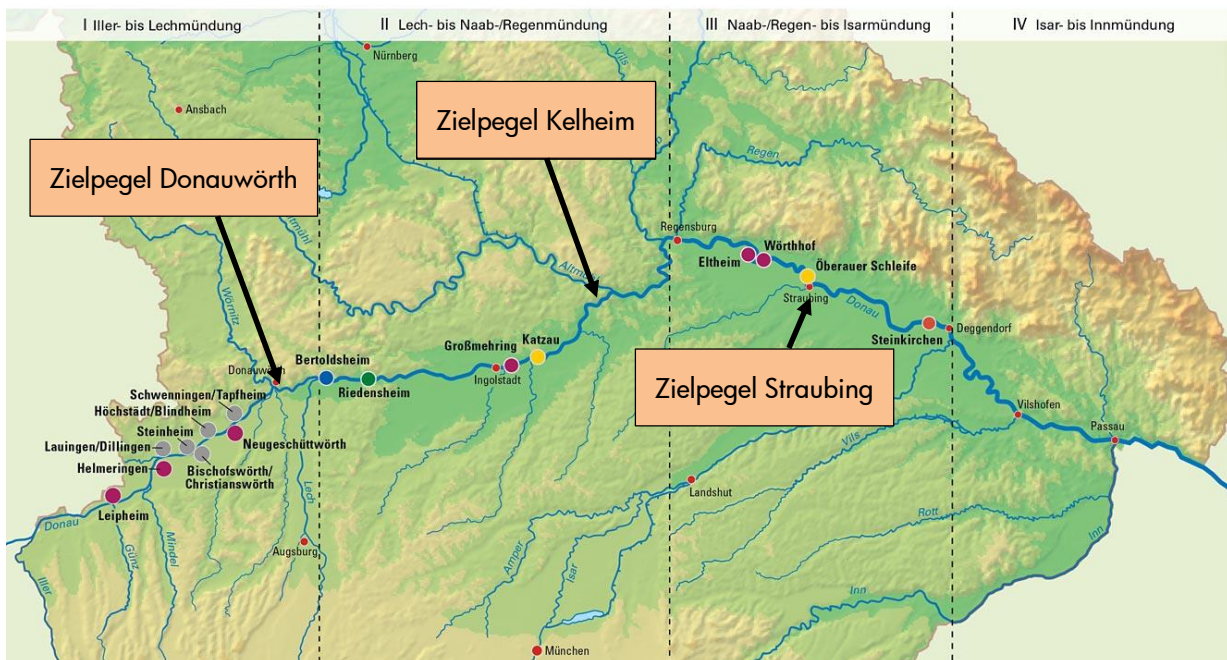 I Iller- bis Lechmündung
II Lech- bis Naab-/Regenmündung
III Naab-/Regen- bis Isarmündung
IV Isar- bis Innmündung
Nürnberg
Vils
Ansbach
Zielpegel Kelheim
Zielpegel Donauwörth
Regen
Altmühl
Regensburg
Wörthhof
Eltheim
Öberauer Schleife
Altmühl
Straubing
Donau
Wörnitz
Steinkirchen
Deggendorf
Großmehring
Katzau
Bertoldsheim
Donauwörth
Ingolstadt
Riedensheim
Zielpegel Straubing
Schwenningen/Tapfheim
Höchstädt/Blindheim
Steinheim
Lauingen/Dillingen
Neugeschüttwörth
Helmeringen
Bischofswörth/
Christianswörth
Vilshofen
Passau
Vils
Landshut
Leipheim
Donau
Lech
Mindel
Günz
Augsburg
Iller
Amper
Isar
Rott
Inn
Inn
München